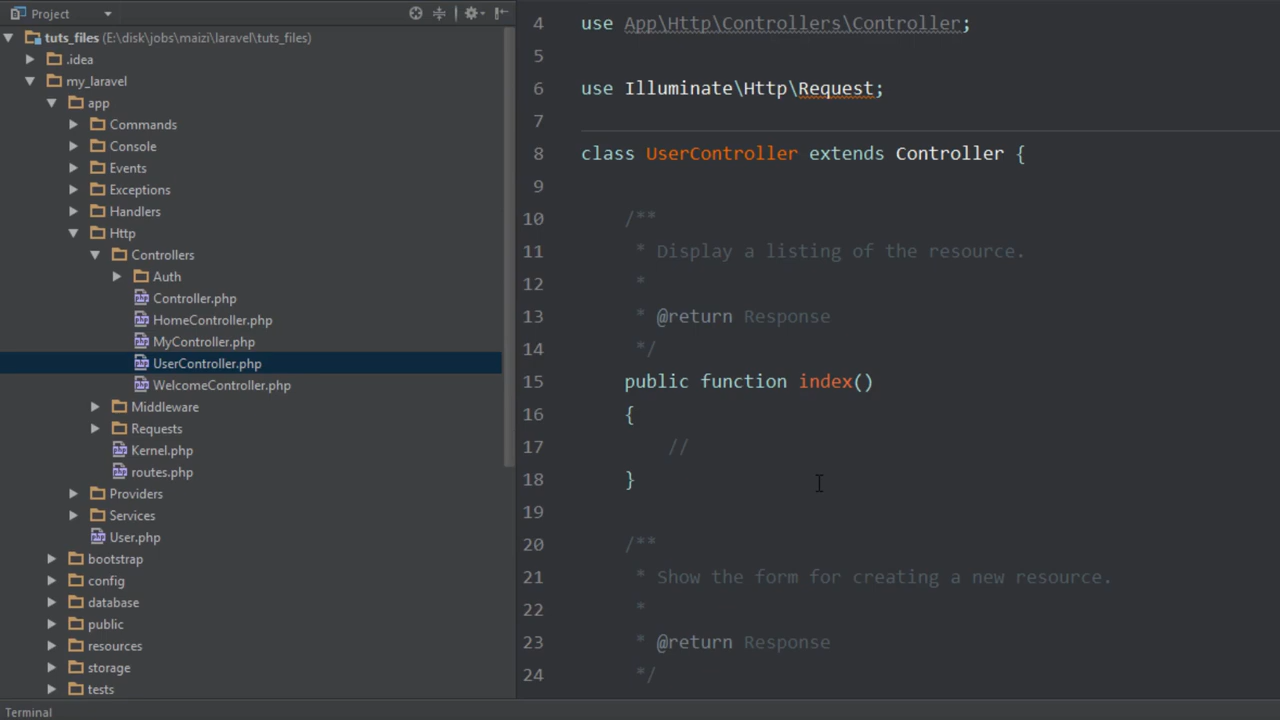 Project
tuts_files (E:\disk\jobs\maizi\laravel\tuts_files)
.idea
my_laravel
app
Commands
Console
Events
Exceptions
Handlers
Http
Controllers
Auth
Controller.php
HomeController.php
MyController.php
UserController.php
WelcomeController.php
Middleware
Requests
Kernel.php
routes.php
Providers
Services
User.php
bootstrap
config
database
public
resources
storage
tests
Terminal
4 use App\Http\Controllers\Controller;
5
6 use Illuminate\Http\Request;
7
8 class UserController extends Controller {
9
10 /**
11 * Display a listing of the resource.
12 *
13 * @return Response
14 */
15 public function index()
16 {
17 //
18 }
19
20 /**
21 * Show the form for creating a new resource.
22 *
23 * @return Response
24 */